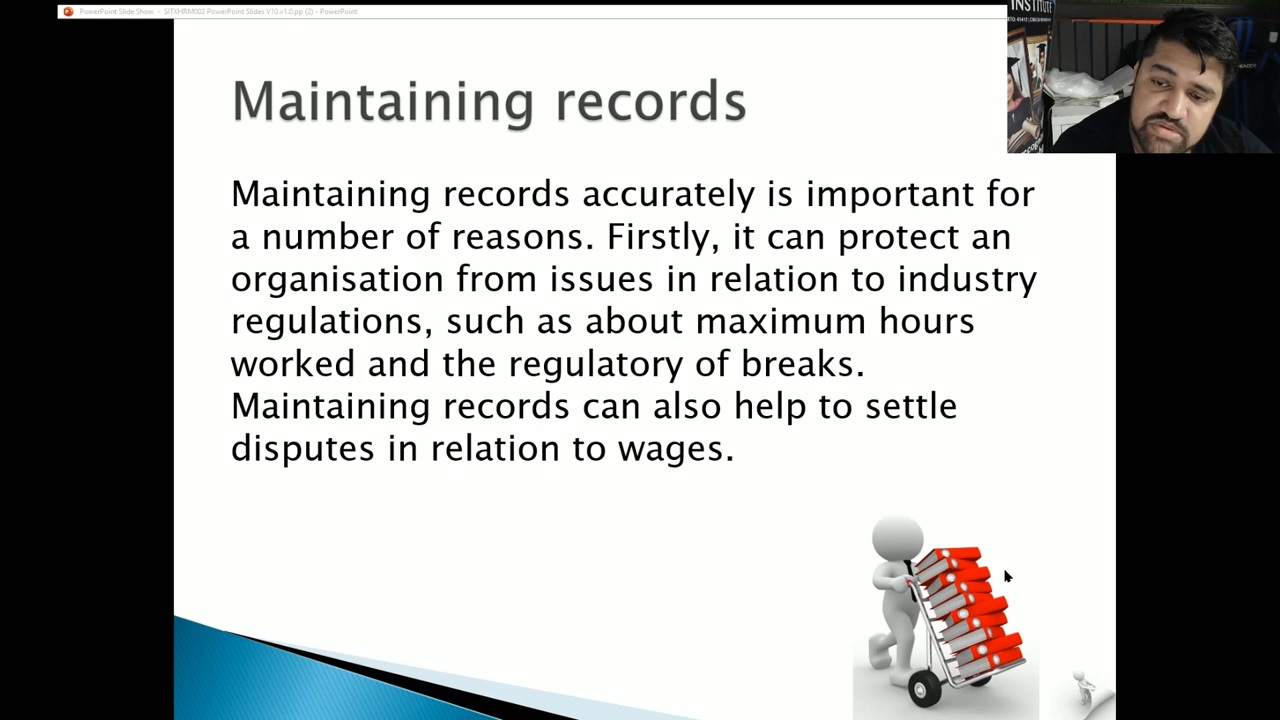 PowerPoint Slide Show - SITXHRM002 PowerPoint Slides V10.v1.0.pp (2) - PowerPoint
INSTITUTE
Maintaining records
Maintaining records accurately is important for
a number of reasons. Firstly, it can protect an
organisation from issues in relation to industry
regulations, such as about maximum hours
worked and the regulatory of breaks.
Maintaining records can also help to settle
disputes in relation to wages.